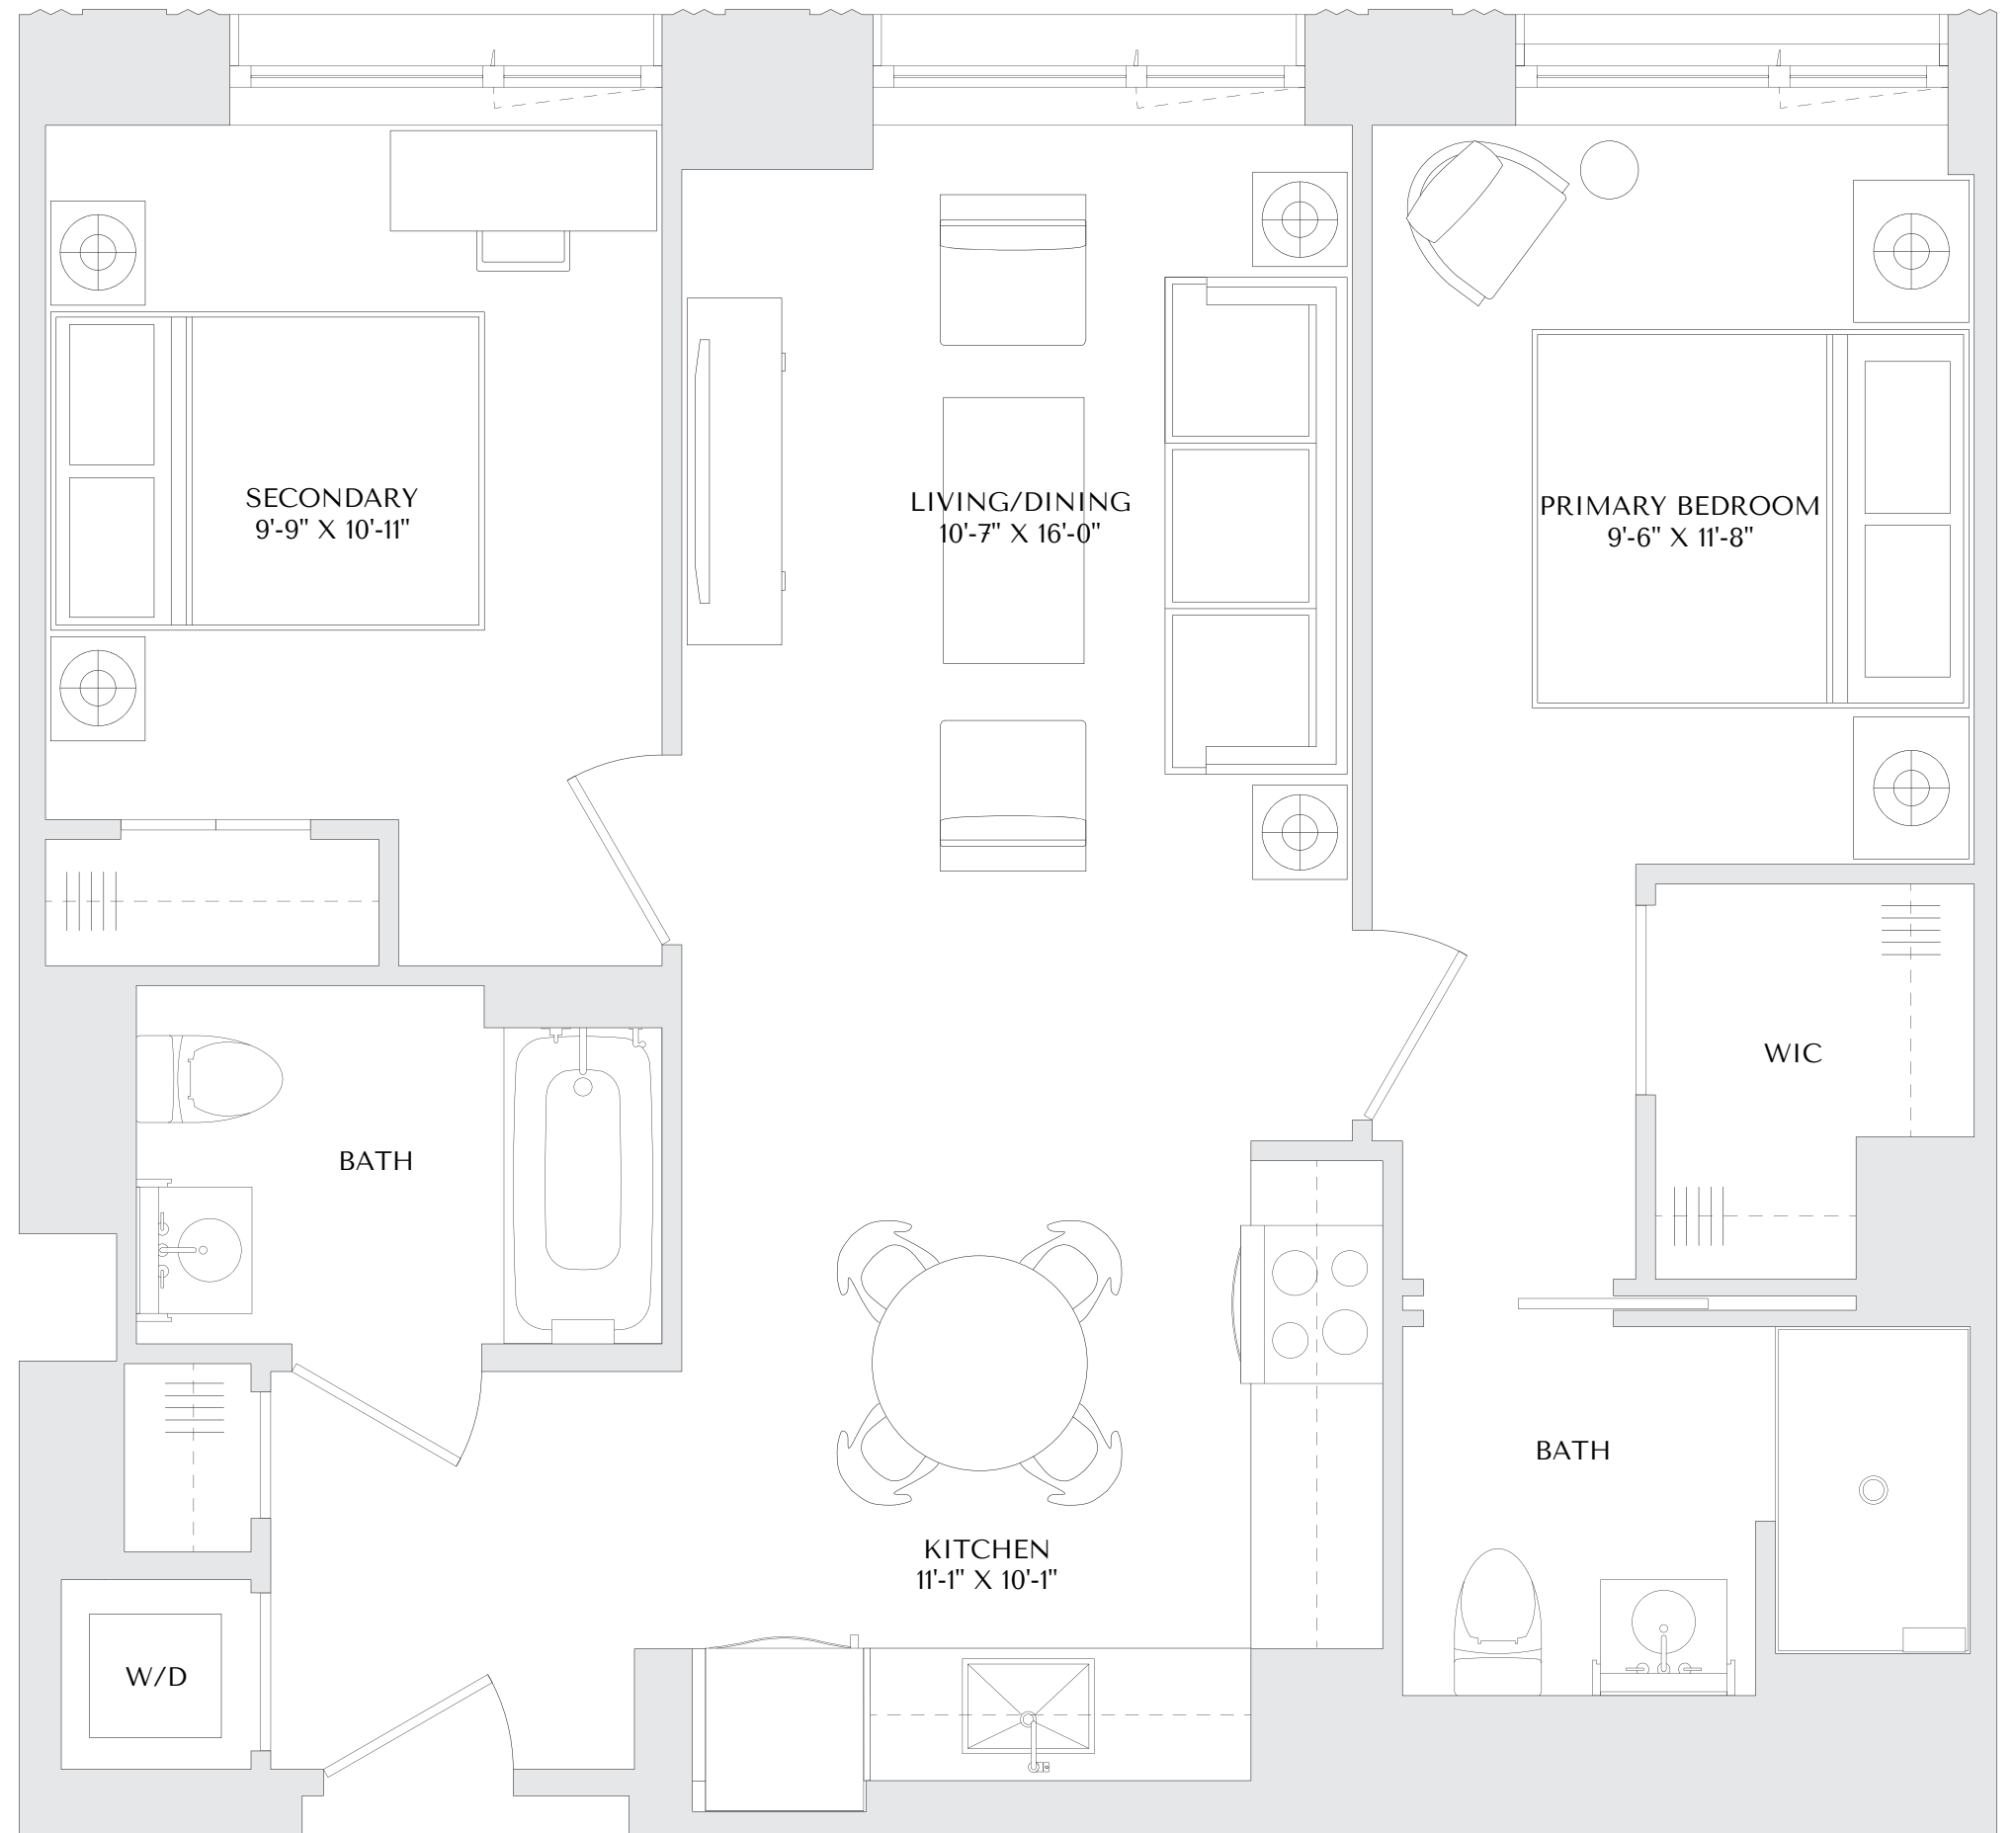 SECONDARY
9'-9" X 10'-11"
LIVING/DINING
10'-7" X 16'-0"
PRIMARY BEDROOM
9'-6" X 11'-8"
WIC
BATH
BATH
KITCHEN
11'-1" X 10'-1"
W/D